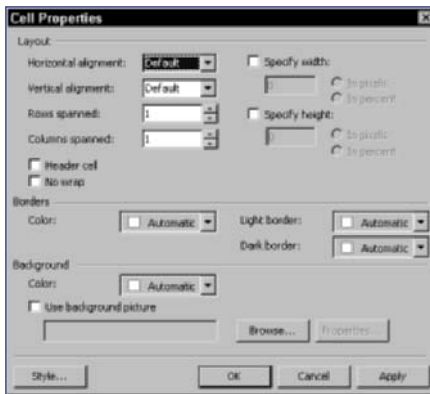 Cell Properties
Layout
Horizontal alignment: Default
Specify width:
Vertical alignment: Default
0
In pixels
In percent
Rows spanned: 1
Specify height:
Columns spanned: 1
0
In pixels
In percent
Header cell
No wrap
Borders
Color: Automatic
Light border: Automatic
Dark border: Automatic
Background
Color: Automatic
Use background picture
Browse... Properties...
Style... OK Cancel Apply